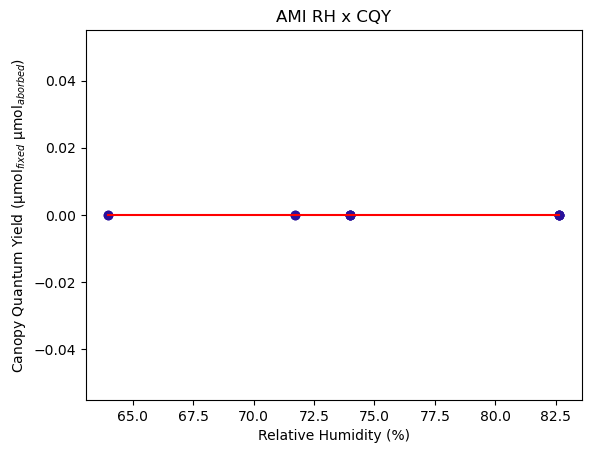 AMI RH x CQY
Canopy Quantum Yield (μmol_fixed μmol_aborbed)
0.04
0.02
0.00
−0.02
−0.04
65.0 67.5 70.0 72.5 75.0 77.5 80.0 82.5
Relative Humidity (%)